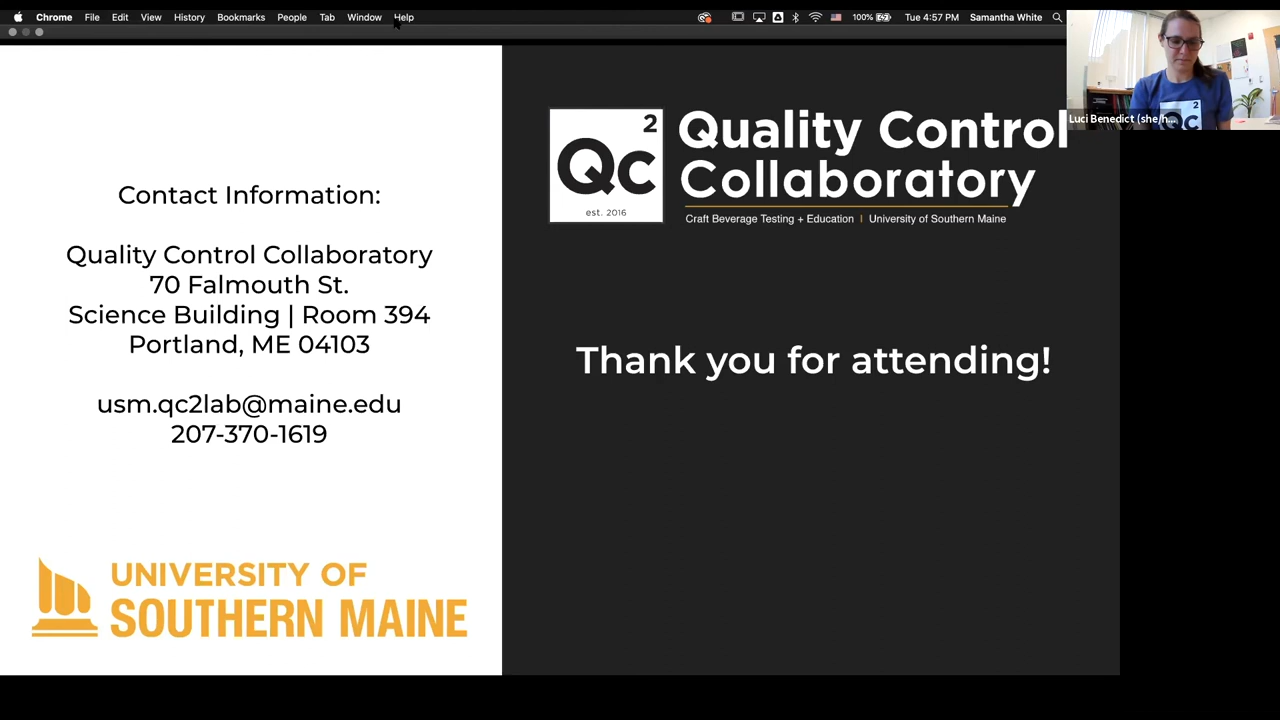 Chrome File Edit View History Bookmarks People Tab Window Help
100% Tue 4:57 PM Samantha White
Luci Benedict (she/h...
Qc
2
Contact Information:
Quality Control Collaboratory
70 Falmouth St.
Science Building | Room 394
Portland, ME 04103
usm.qc2lab@maine.edu
207-370-1619
UNIVERSITY OF
SOUTHERN MAINE
2
Qc
est. 2016
Quality Control
Collaboratory
Craft Beverage Testing + Education | University of Southern Maine
Thank you for attending!